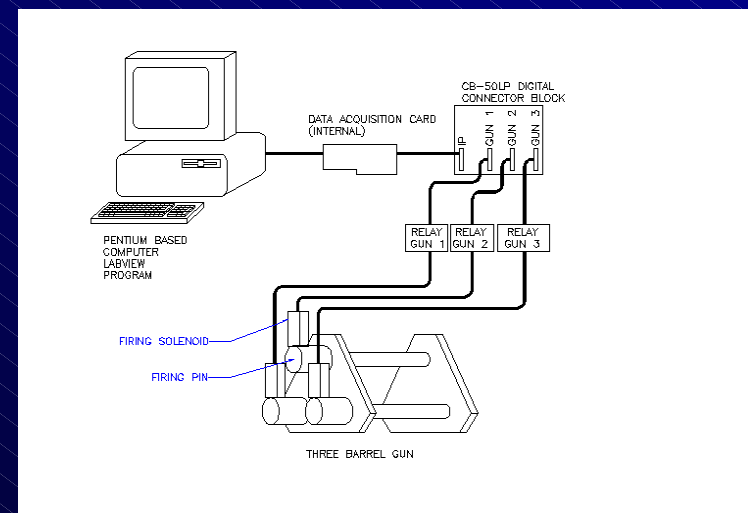 CB-50LP DIGITAL
CONNECTOR BLOCK
DATA ACQUISITION CARD
(INTERNAL)
IP
GUN 1
GUN 2
GUN 3
RELAY
GUN 1
RELAY
GUN 2
RELAY
GUN 3
PENTIUM BASED
COMPUTER
LABVIEW
PROGRAM
FIRING SOLENOID
FIRING PIN
THREE BARREL GUN